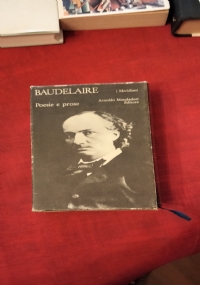 BAUDELAIRE
I Meridiani
Poesie e prose
Arnoldo Mondadori
Editore